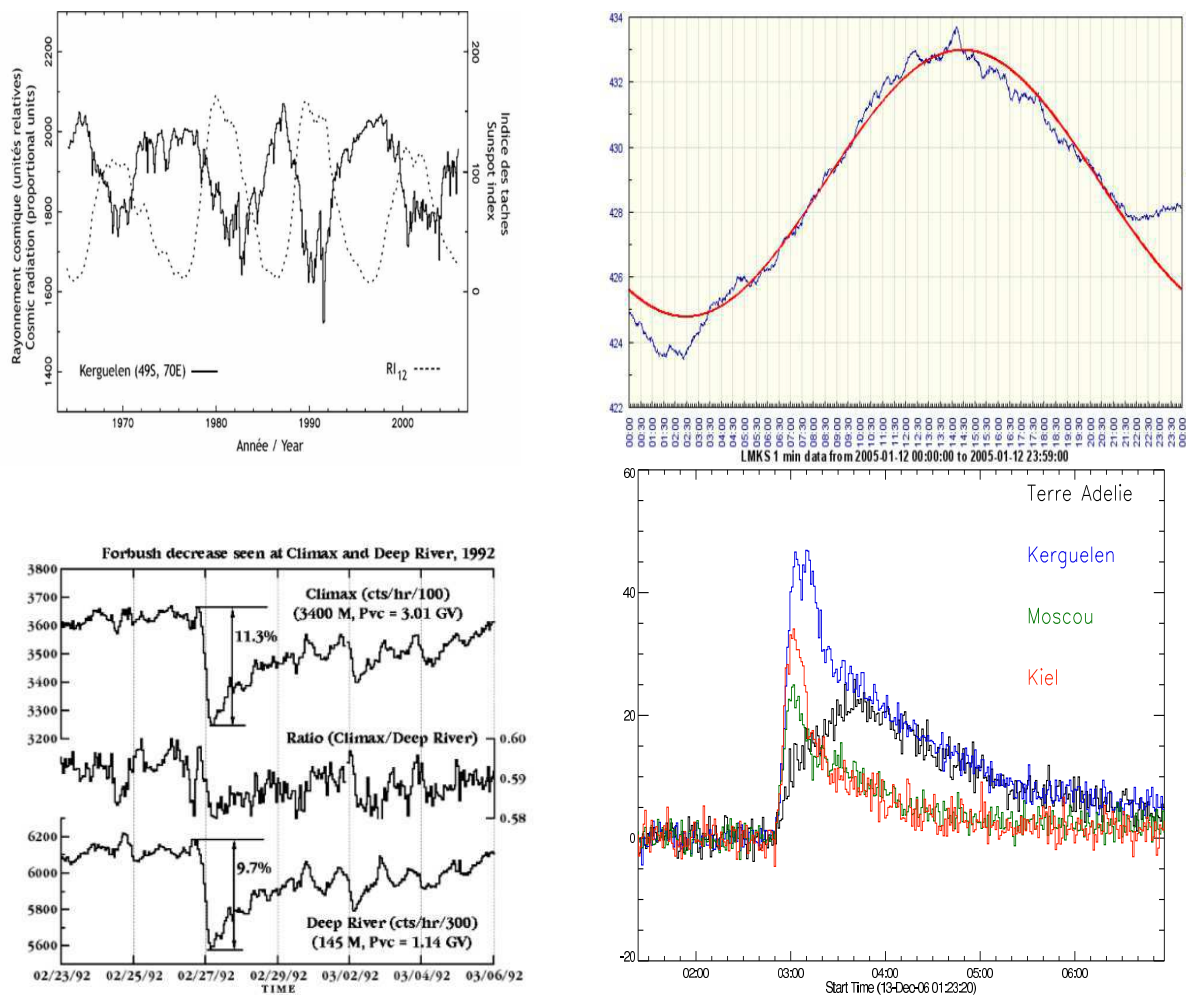 Rayonnement cosmique (unités relatives)
Cosmic radiation (proportional units)
2200
2000
1800
1600
1400
200
100
0
Indice des taches
Sunspot index
Kerguelen (49S, 70E)
RI12
1970 1980 1990 2000
Année / Year
434
433
432
430
429
428
426
425
424
422
00:00 00:30 01:00 01:30 02:00 02:30 03:00 03:30 04:00 04:30 05:00 05:30 06:00 06:30 07:00 07:30 08:00 08:30 09:00 09:30 10:00 10:30 11:00 11:30 12:00 12:30 13:00 13:30 14:00 14:30 15:00 15:30 16:00 16:30 17:00 17:30 18:00 18:30 19:00 19:30 20:00 20:30 21:00 21:30 22:00 22:30 23:00 23:30 00:00
LMKS 1 min data from 2005-01-12 00:00:00 to 2005-01-12 23:59:00
Forbush decrease seen at Climax and Deep River, 1992
3800
3700
3600
3500
3400
3300
3200
Climax (cts/hr/100)
(3400 M, Pvc = 3.01 GV)
11.3%
Ratio (Climax/Deep River)
0.60
0.59
0.58
6200
6000
5800
5600
9.7%
Deep River (cts/hr/300)
(145 M, Pvc = 1.14 GV)
02/23/92 02/25/92 02/27/92 02/29/92 03/02/92 03/04/92 03/06/92
TIME
60
40
20
0
-20
Terre Adelie
Kerguelen
Moscou
Kiel
02:00 03:00 04:00 05:00 06:00
Start Time (13-Dec-06 01:23:20)